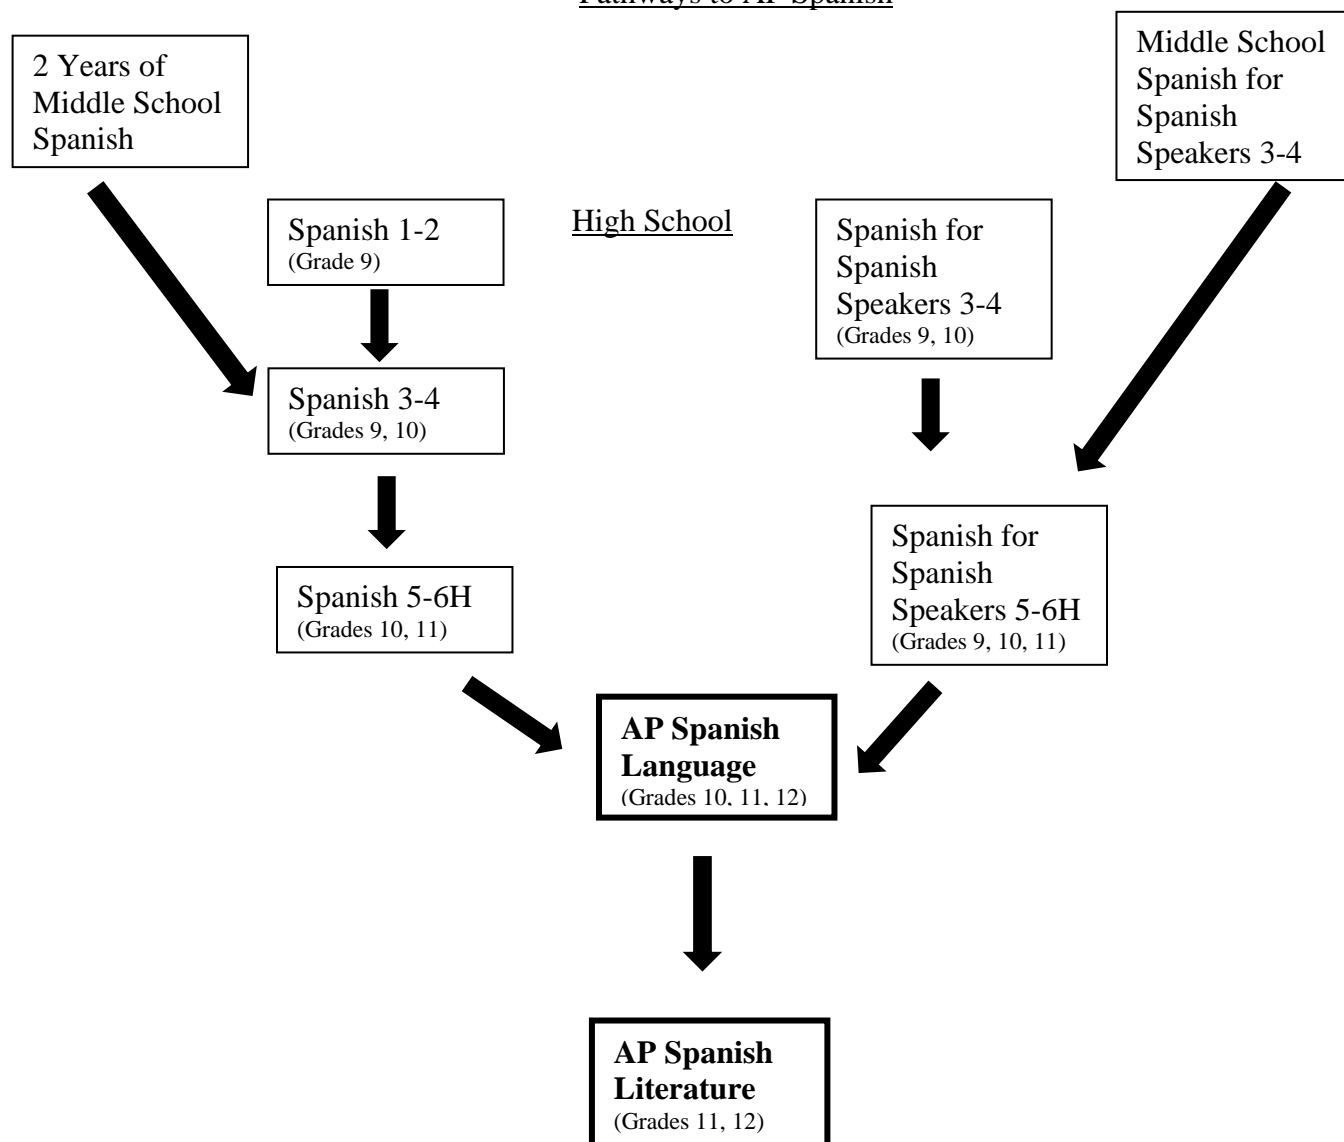 Pathways to AP Spanish
2 Years of
Middle School
Spanish
Middle School
Spanish for
Spanish
Speakers 3-4
High School
Spanish 1-2
(Grade 9)
Spanish for
Spanish
Speakers 3-4
(Grades 9, 10)
Spanish 3-4
(Grades 9, 10)
Spanish 5-6H
(Grades 10, 11)
Spanish for
Spanish
Speakers 5-6H
(Grades 9, 10, 11)
AP Spanish
Language
(Grades 10, 11, 12)
AP Spanish
Literature
(Grades 11, 12)